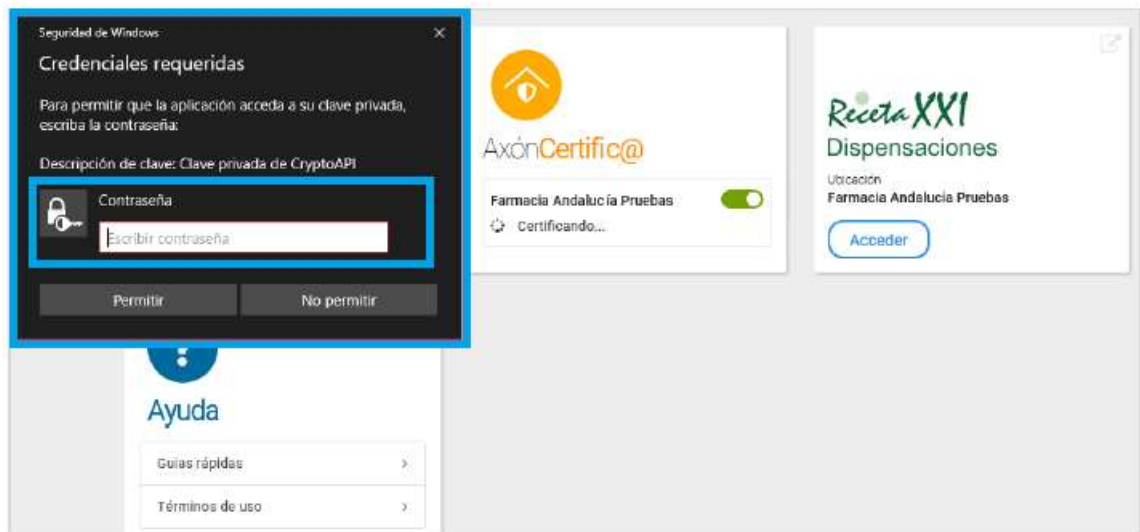 Seguridad de Windows
Credenciales requeridas
Para permitir que la aplicación acceda a su clave privada,
escriba la contraseña:
Descripción de clave: Clave privada de CryptoAPI
Contraseña
Escribir contraseña
Permitir
No permitir
AxónCertific@
Farmacia Andalucía Pruebas
Certificando...
Receta XXI
Dispensaciones
Ubicación
Farmacia Andalucía Pruebas
Acceder
?
Ayuda
Guías rápidas
Términos de uso